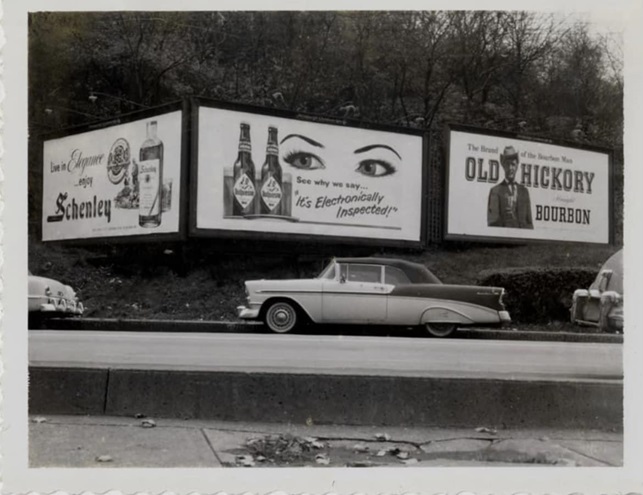 Live in Elegance
...enjoy
Schenley
See why we say...
"It's Electronically
Inspected!"
The Brand of the Bourbon Man
OLD HICKORY
BOURBON